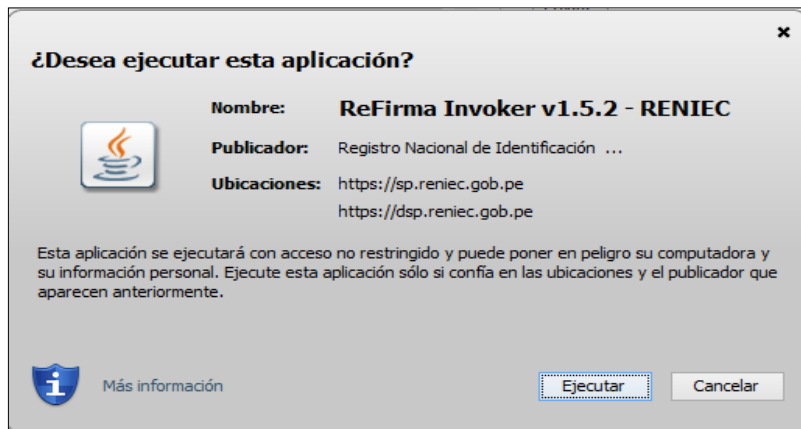 ¿Desea ejecutar esta aplicación?
Nombre: ReFirma Invoker v1.5.2 - RENIEC
Publicador: Registro Nacional de Identificación ...
Ubicaciones: https://sp.reniec.gob.pe
https://dsp.reniec.gob.pe
Esta aplicación se ejecutará con acceso no restringido y puede poner en peligro su computadora y
su información personal. Ejecute esta aplicación sólo si confía en las ubicaciones y el publicador que
aparecen anteriormente.
Más información
Ejecutar Cancelar